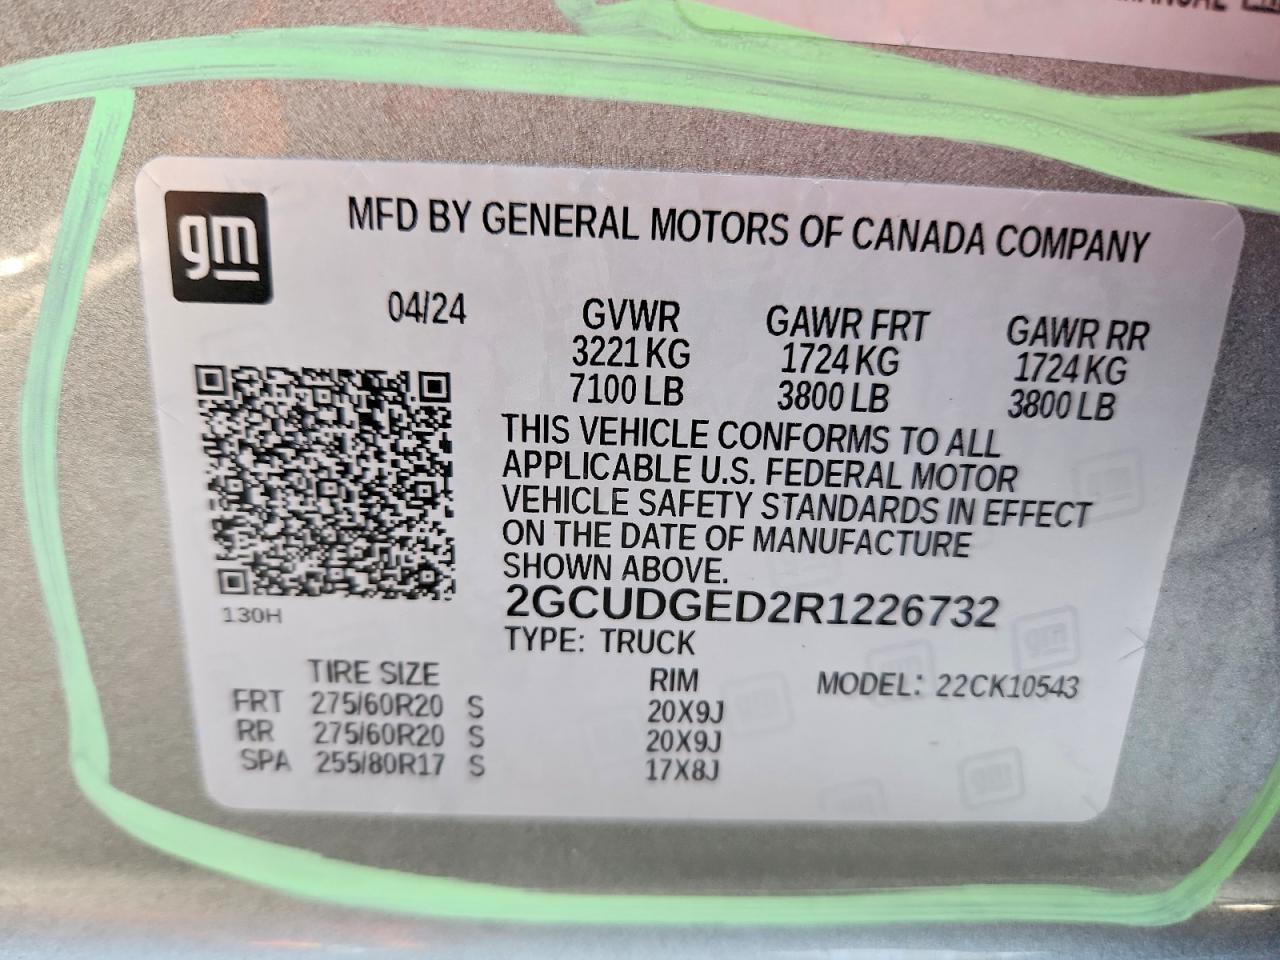 MANUAL
gm
MFD BY GENERAL MOTORS OF CANADA COMPANY
04/24 GVWR GAWR FRT GAWR RR
3221 KG 1724 KG 1724 KG
7100 LB 3800 LB 3800 LB
THIS VEHICLE CONFORMS TO ALL
APPLICABLE U.S. FEDERAL MOTOR
VEHICLE SAFETY STANDARDS IN EFFECT
ON THE DATE OF MANUFACTURE
SHOWN ABOVE.
130H 2GCUDGED2R1226732
TYPE: TRUCK
TIRE SIZE RIM MODEL: 22CK10543
FRT 275/60R20 S 20X9J
RR 275/60R20 S 20X9J
SPA 255/80R17 S 17X8J